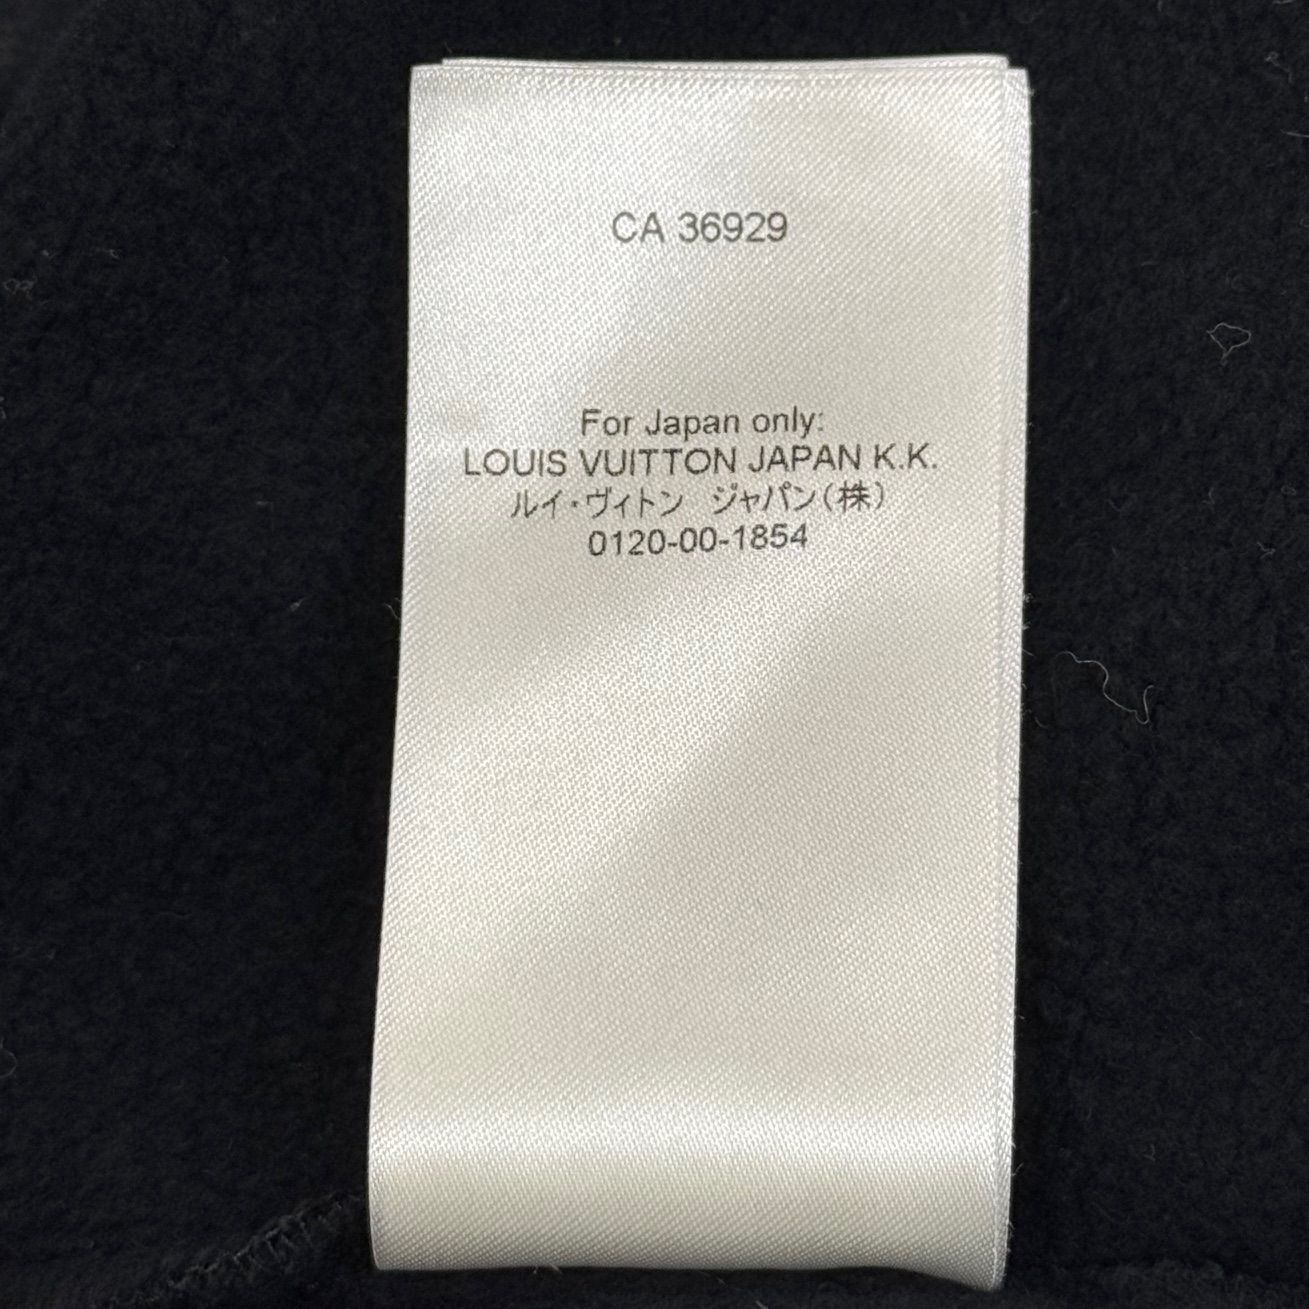 CA 36929
For Japan only:
LOUIS VUITTON JAPAN K.K.
ルイ・ヴィトン　ジャパン(株)
0120-00-1854